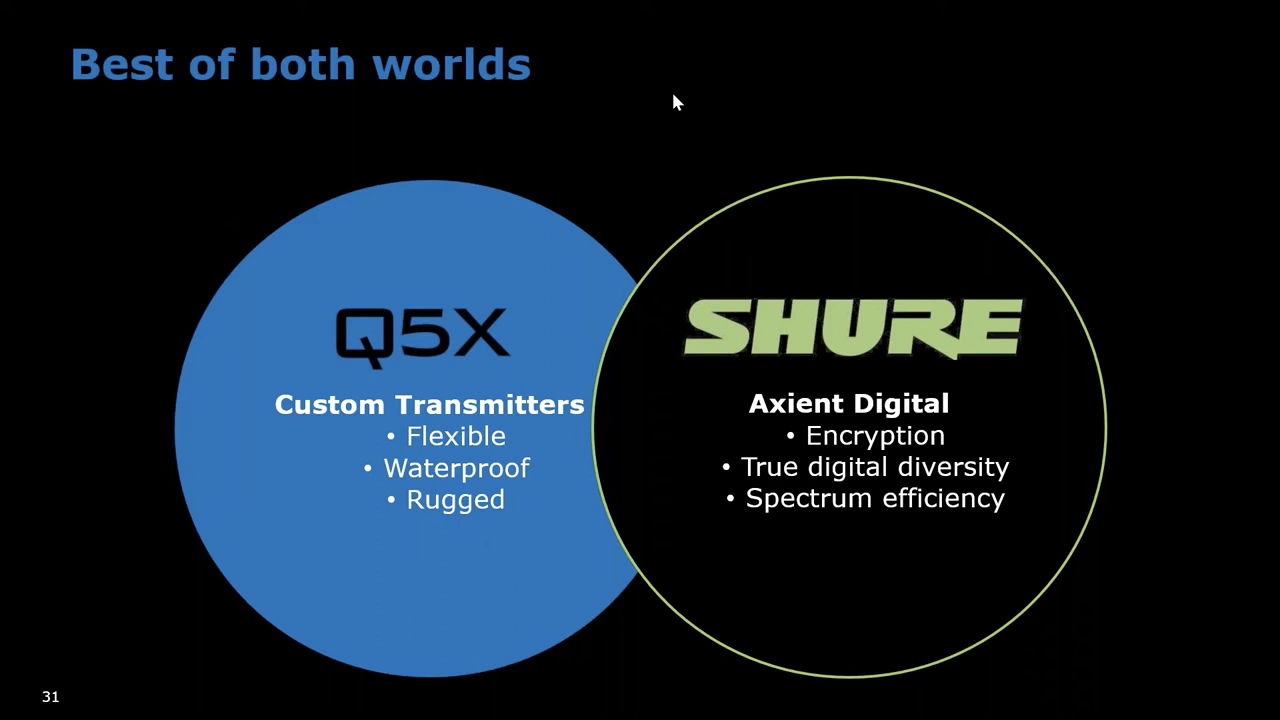 Best of both worlds
Q5X
Custom Transmitters
• Flexible
• Waterproof
• Rugged
SHURE
Axient Digital
• Encryption
• True digital diversity
• Spectrum efficiency
31